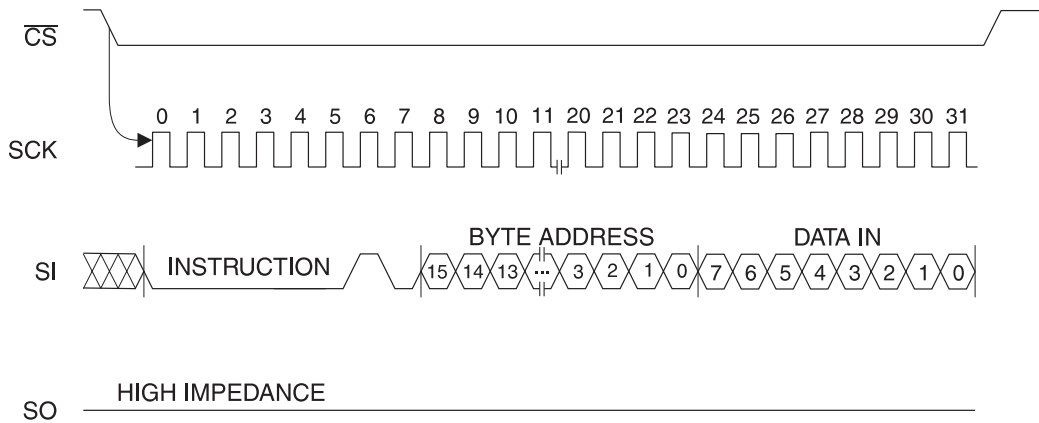 CS
0 1 2 3 4 5 6 7 8 9 10 11 20 21 22 23 24 25 26 27 28 29 30 31
SCK
BYTE ADDRESS DATA IN
SI INSTRUCTION 15 14 13 ... 3 2 1 0 7 6 5 4 3 2 1 0
HIGH IMPEDANCE
SO